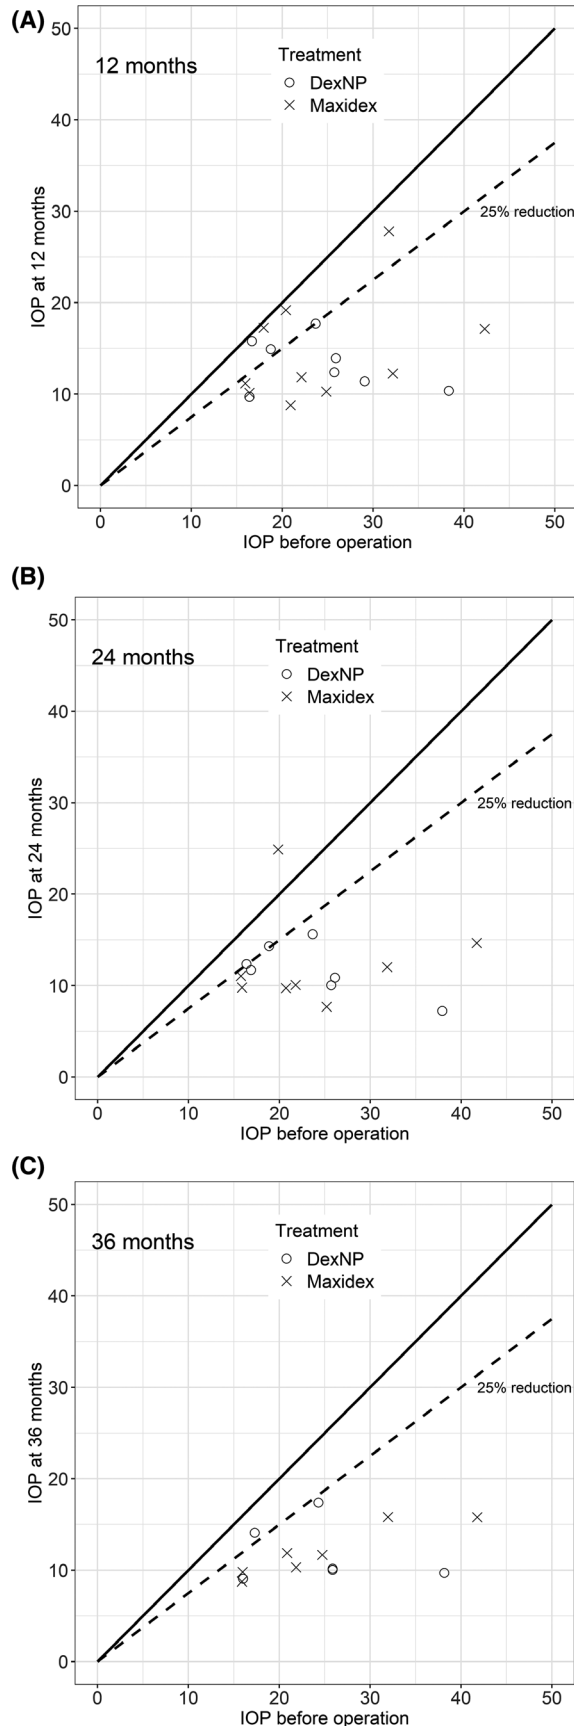 (A)
50
12 months
Treatment
DexNP
Maxidex
40
30
25% reduction
20
10
0
IOP at 12 months
0 10 20 30 40 50
IOP before operation
(B)
50
24 months
Treatment
DexNP
Maxidex
40
30
25% reduction
20
10
0
IOP at 24 months
0 10 20 30 40 50
IOP before operation
(C)
50
36 months
Treatment
DexNP
Maxidex
40
30
25% reduction
20
10
0
IOP at 36 months
0 10 20 30 40 50
IOP before operation